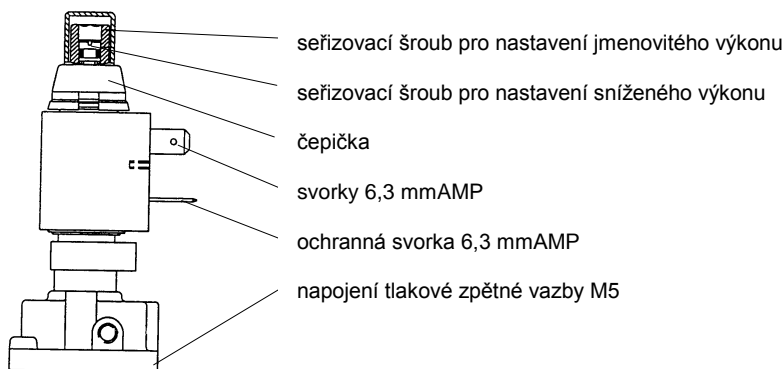 seřizovací šroub pro nastavení jmenovitého výkonu
seřizovací šroub pro nastavení sníženého výkonu
čepička
svorky 6,3 mmAMP
ochranná svorka 6,3 mmAMP
napojení tlakové zpětné vazby M5